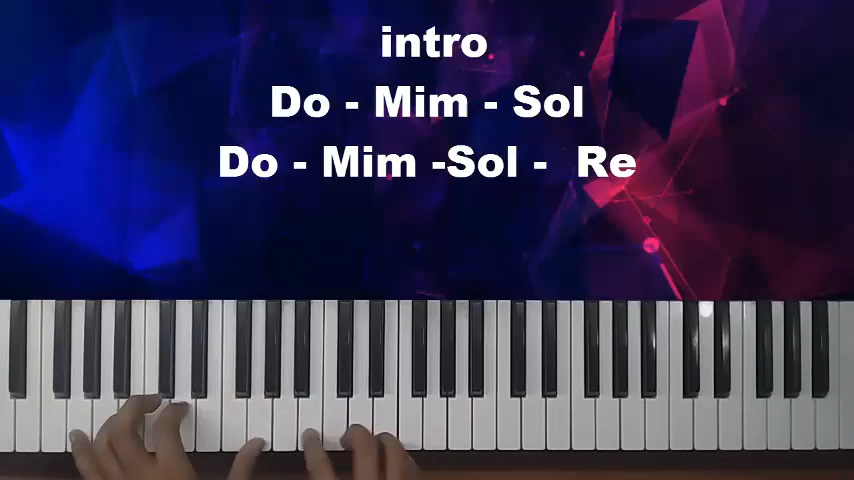 intro
Do - Mim - Sol
Do - Mim -Sol -  Re